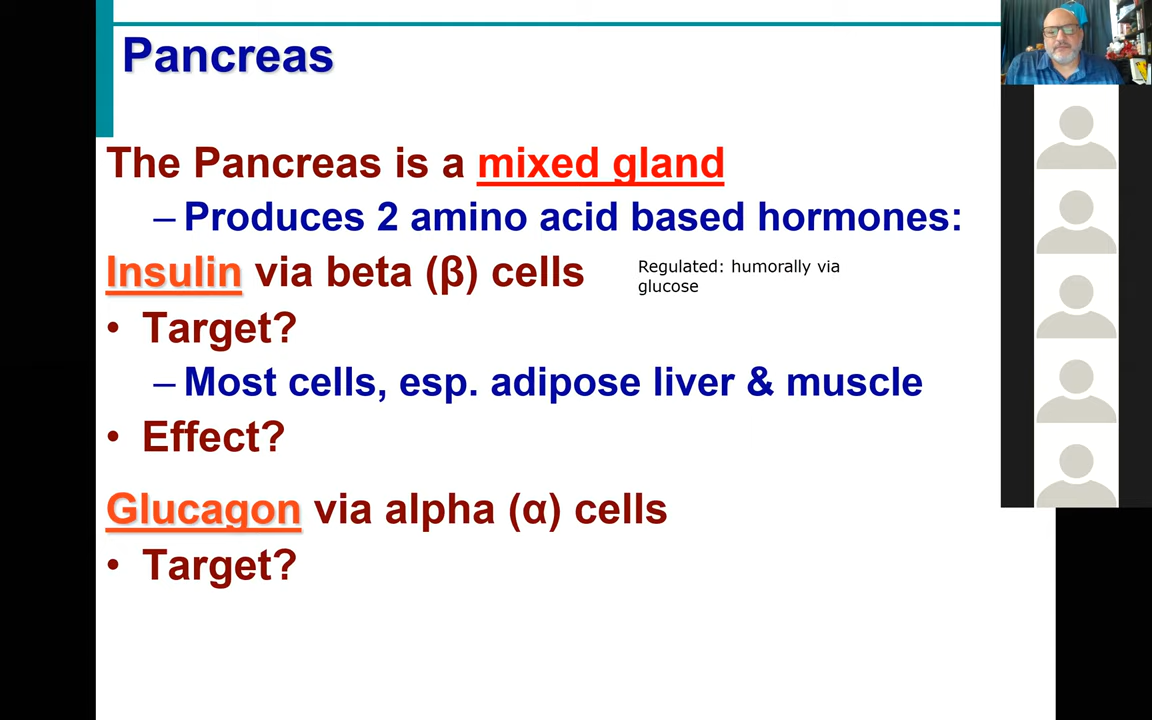 Pancreas
The Pancreas is a mixed gland
– Produces 2 amino acid based hormones:
Insulin via beta (β) cells
Regulated: humorally via
glucose
• Target?
– Most cells, esp. adipose liver & muscle
• Effect?
Glucagon via alpha (α) cells
• Target?